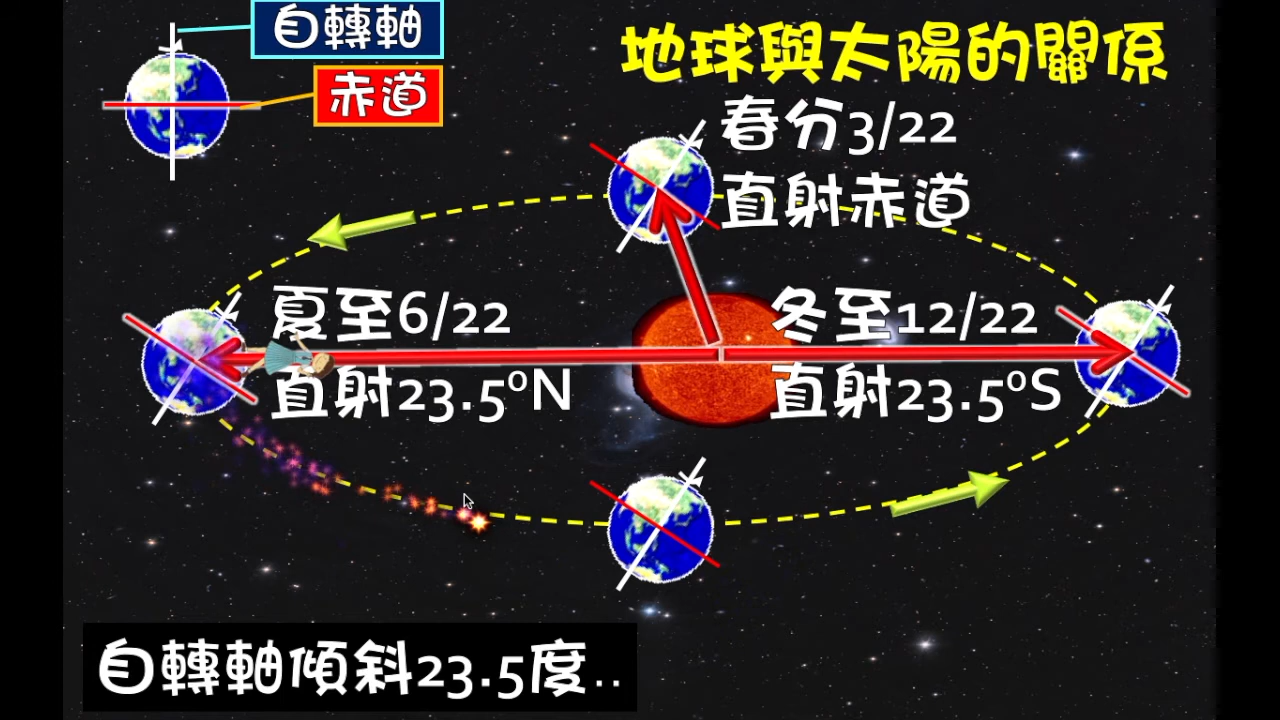 自轉軸
赤道
地球與太陽的關係
春分3/22
直射赤道
夏至6/22
直射23.5⁰N
冬至12/22
直射23.5⁰S
自轉軸傾斜23.5度..